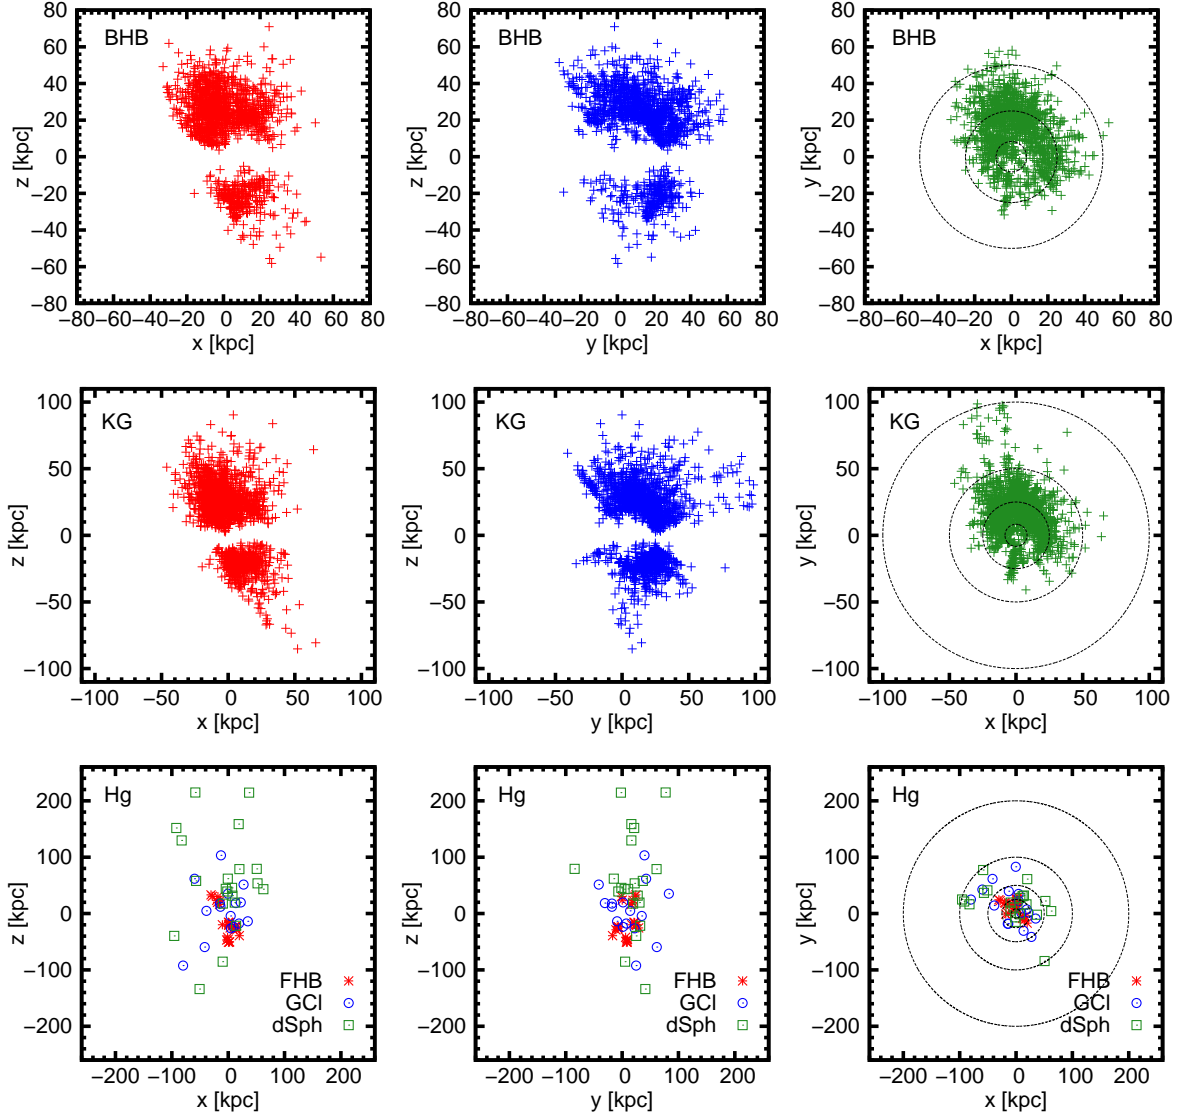 80
60
40
20
0
−20
−40
−60
−80
z [kpc]
BHB
−80−60−40−20 0 20 40 60 80
x [kpc]
80
60
40
20
0
−20
−40
−60
−80
z [kpc]
BHB
−80−60−40−20 0 20 40 60 80
y [kpc]
80
60
40
20
0
−20
−40
−60
−80
y [kpc]
BHB
−80−60−40−20 0 20 40 60 80
x [kpc]
100
50
0
−50
−100
z [kpc]
KG
−100 −50 0 50 100
x [kpc]
100
50
0
−50
−100
z [kpc]
KG
−100 −50 0 50 100
y [kpc]
100
50
0
−50
−100
y [kpc]
KG
−100 −50 0 50 100
x [kpc]
200
100
0
−100
−200
z [kpc]
Hg
FHB
GCl
dSph
−200 −100 0 100 200
x [kpc]
200
100
0
−100
−200
z [kpc]
Hg
FHB
GCl
dSph
−200 −100 0 100 200
y [kpc]
200
100
0
−100
−200
y [kpc]
Hg
FHB
GCl
dSph
−200 −100 0 100 200
x [kpc]